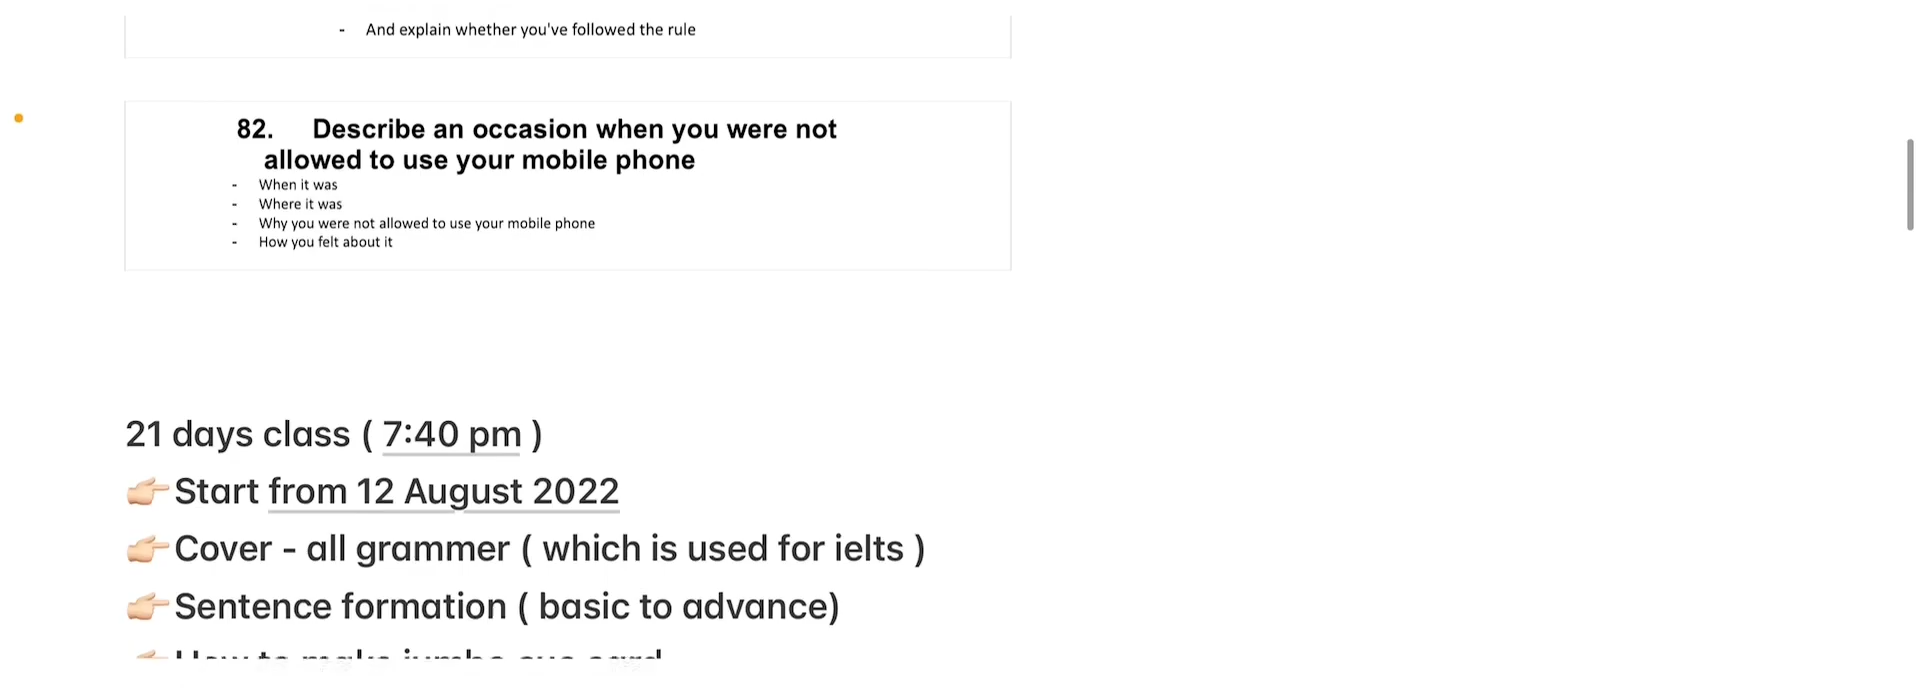 - And explain whether you've followed the rule
82. Describe an occasion when you were not
allowed to use your mobile phone
- When it was
- Where it was
- Why you were not allowed to use your mobile phone
- How you felt about it
21 days class ( 7:40 pm )
👉🏻Start from 12 August 2022
👉🏻Cover - all grammer ( which is used for ielts )
👉🏻Sentence formation ( basic to advance)